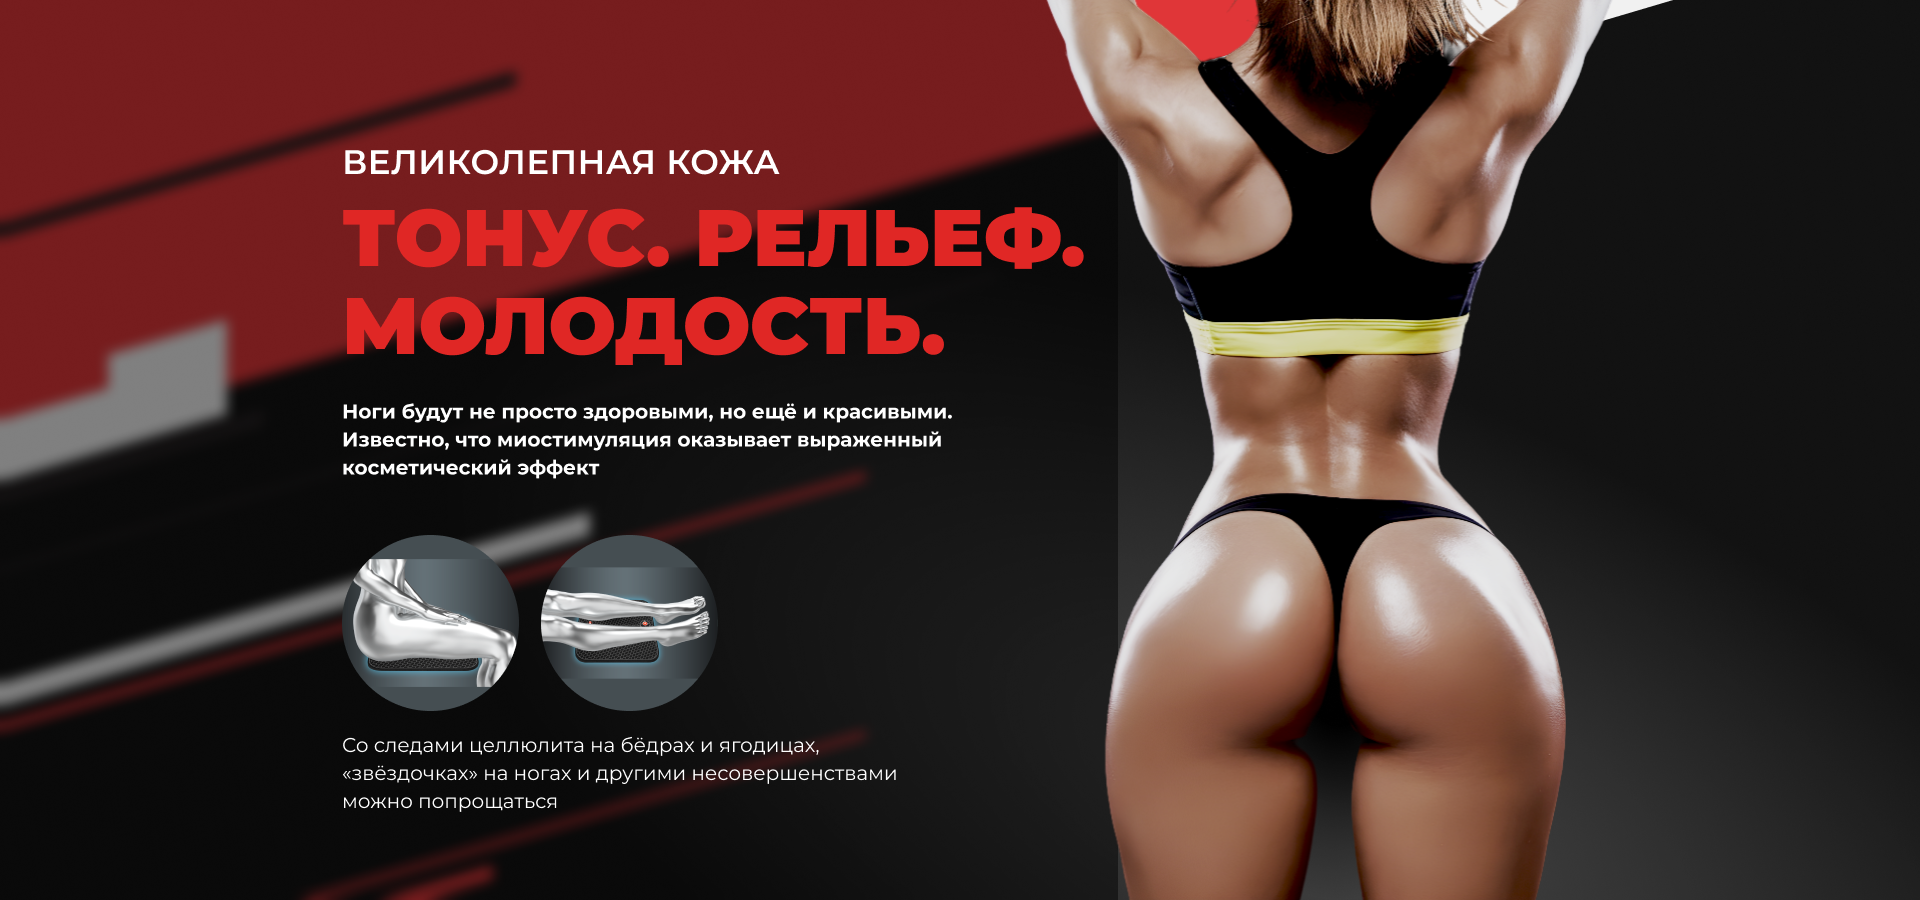 ВЕЛИКОЛЕПНАЯ КОЖА
ТОНУС. РЕЛЬЕФ.
МОЛОДОСТЬ.
Ноги будут не просто здоровыми, но ещё и красивыми.
Известно, что миостимуляция оказывает выраженный
косметический эффект
Со следами целлюлита на бёдрах и ягодицах,
«звёздочках» на ногах и другими несовершенствами
можно попрощаться